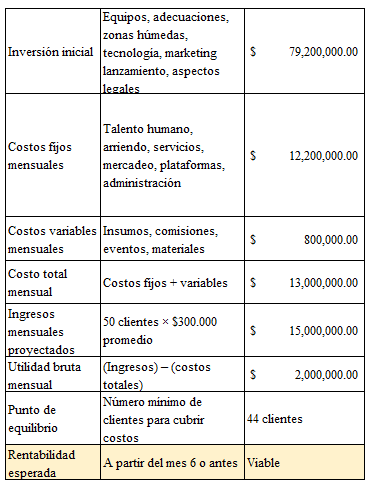 Inversión inicial
Equipos, adecuaciones,
zonas húmedas,
tecnología, marketing
lanzamiento, aspectos
legales
$ 79,200,000.00
Costos fijos
mensuales
Talento humano,
arriendo, servicios,
mercadeo, plataformas,
administración
$ 12,200,000.00
Costos variables
mensuales
Insumos, comisiones,
eventos, materiales
$ 800,000.00
Costo total
mensual
Costos fijos + variables
$ 13,000,000.00
Ingresos
mensuales
proyectados
50 clientes × $300.000
promedio
$ 15,000,000.00
Utilidad bruta
mensual
(Ingresos) – (costos
totales)
$ 2,000,000.00
Punto de
equilibrio
Número mínimo de
clientes para cubrir
costos
44 clientes
Rentabilidad
esperada
A partir del mes 6 o antes
Viable